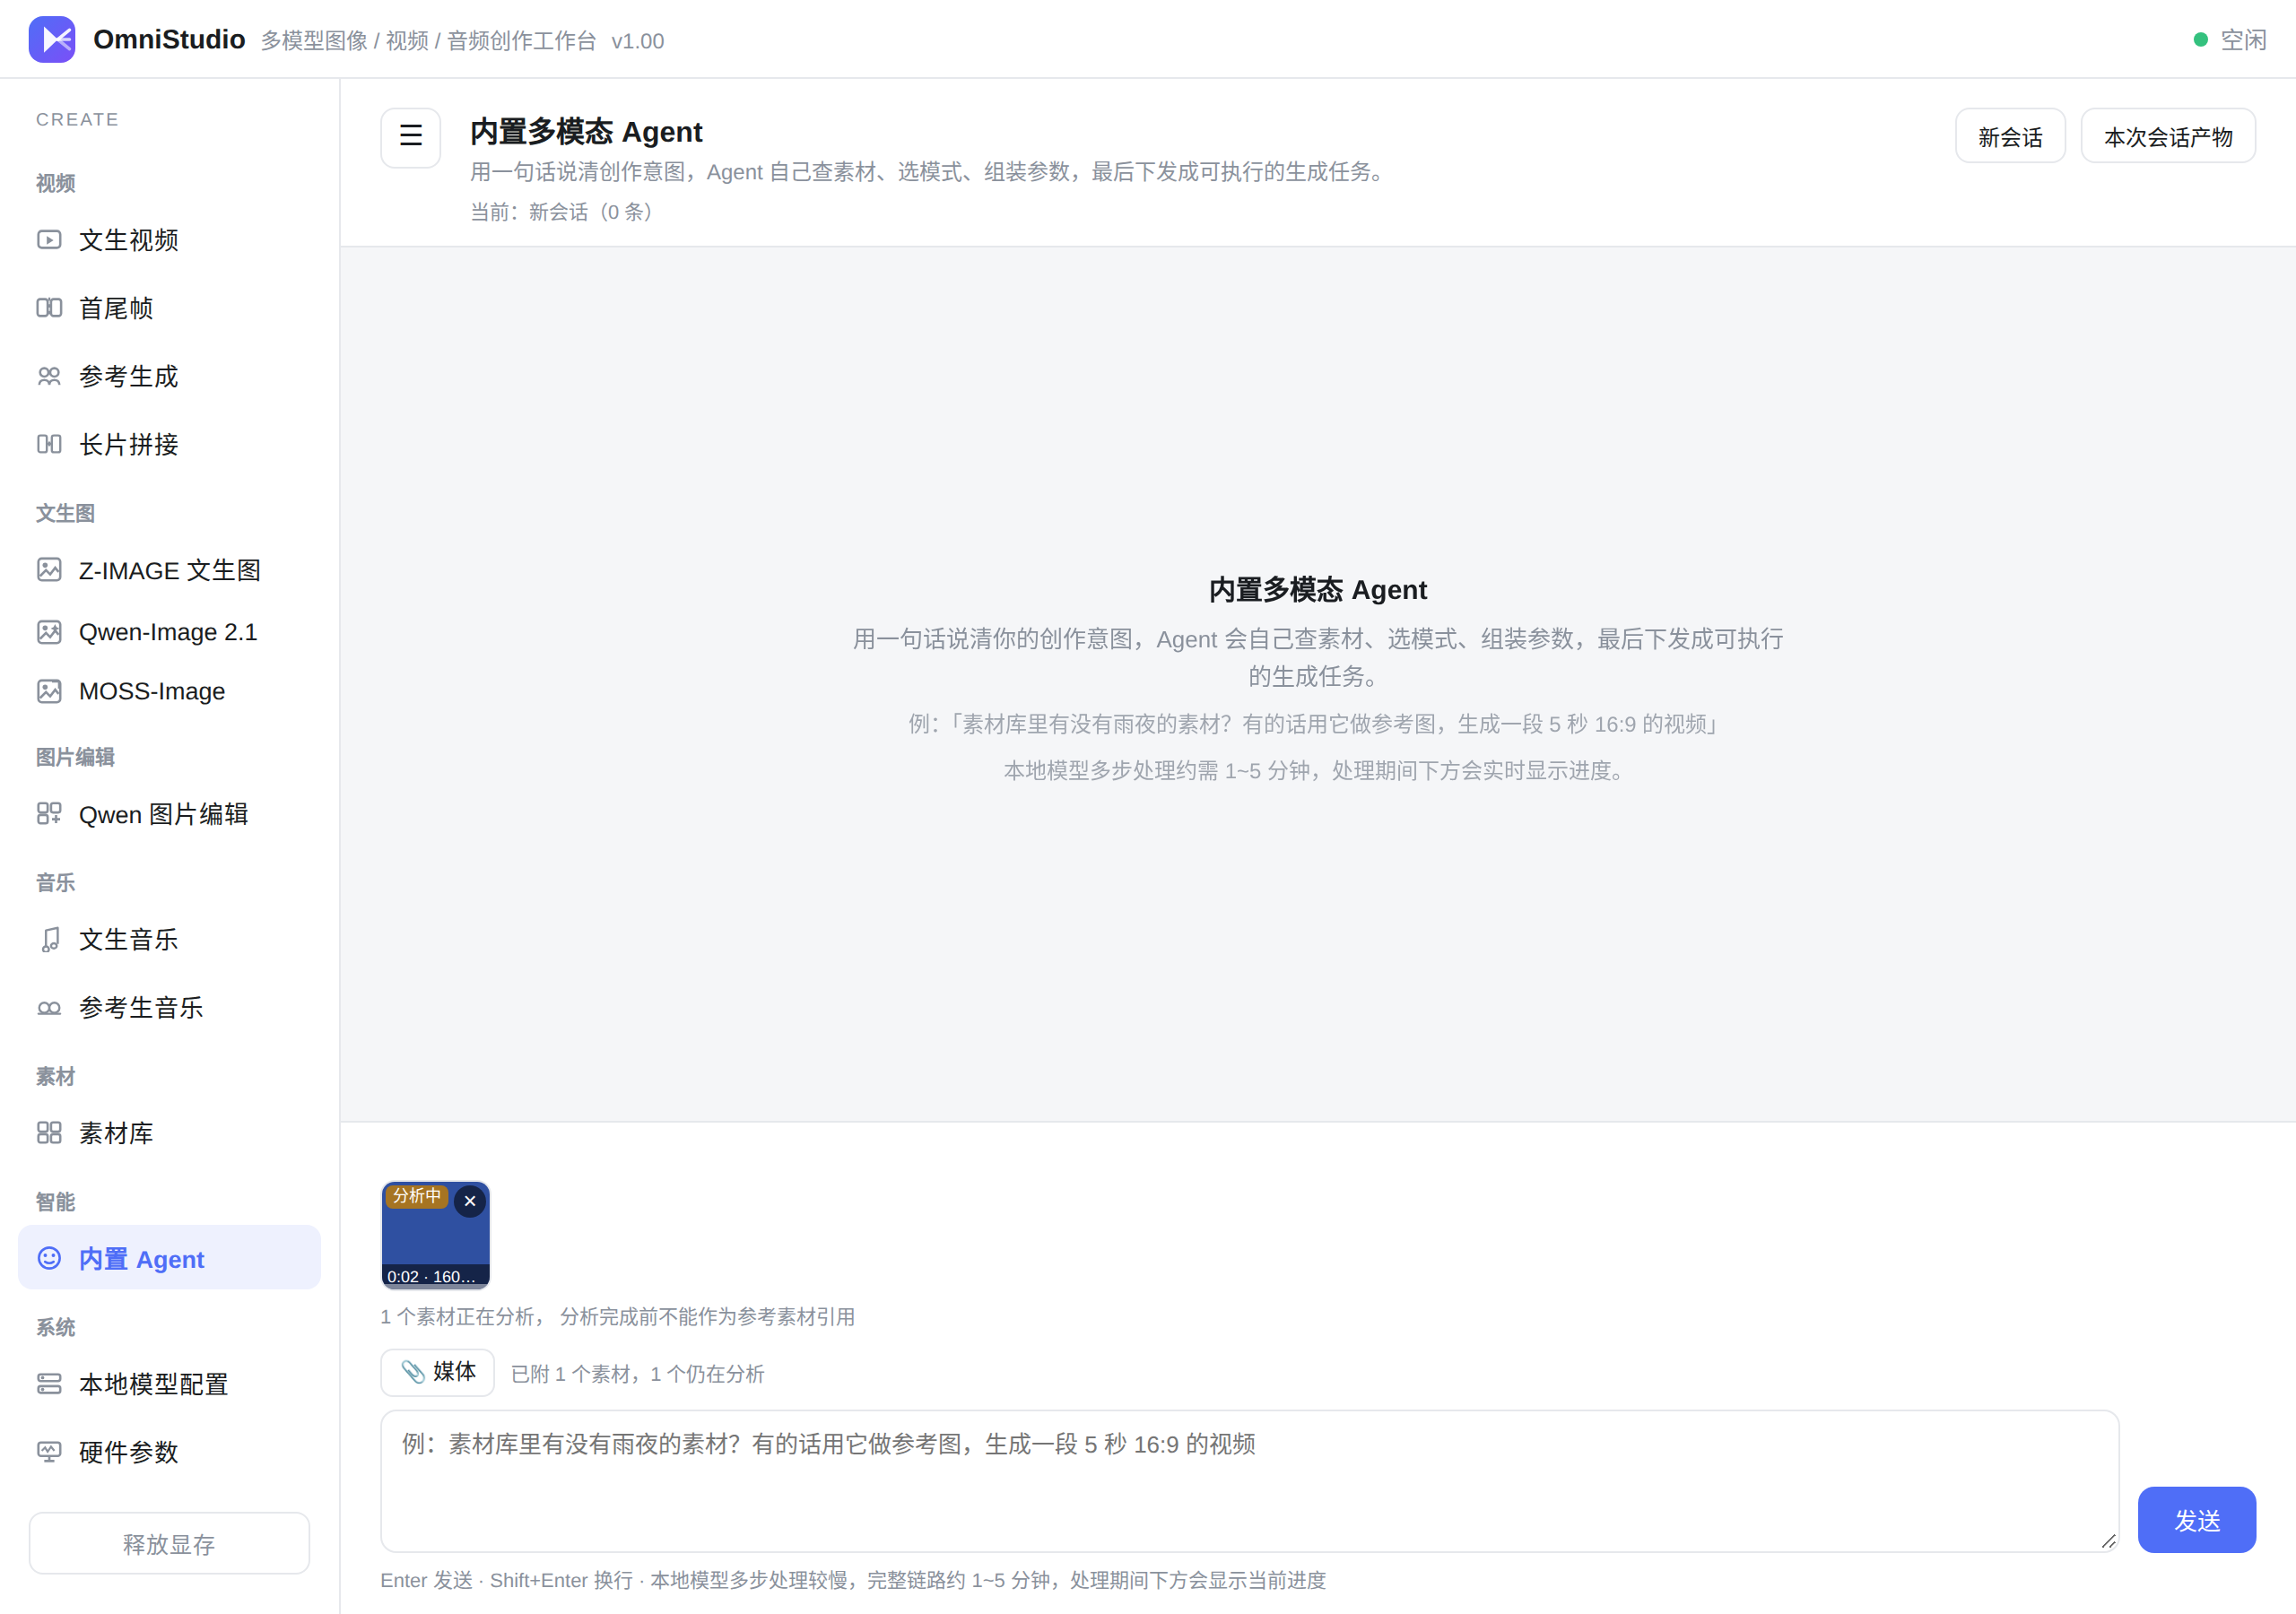 OmniStudio 多模型图像 / 视频 / 音频创作工作台 v1.00
空闲
CREATE
视频
文生视频
首尾帧
参考生成
长片拼接
文生图
Z-IMAGE 文生图
Qwen-Image 2.1
MOSS-Image
图片编辑
Qwen 图片编辑
音乐
文生音乐
参考生音乐
素材
素材库
智能
内置 Agent
系统
本地模型配置
硬件参数
释放显存
内置多模态 Agent
用一句话说清创作意图，Agent 自己查素材、选模式、组装参数，最后下发成可执行的生成任务。
当前：新会话（0 条）
新会话
本次会话产物
内置多模态 Agent
用一句话说清你的创作意图，Agent 会自己查素材、选模式、组装参数，最后下发成可执行
的生成任务。
例：「素材库里有没有雨夜的素材？有的话用它做参考图，生成一段 5 秒 16:9 的视频」
本地模型多步处理约需 1~5 分钟，处理期间下方会实时显示进度。
分析中
0:02 · 160…
1 个素材正在分析， 分析完成前不能作为参考素材引用
📎 媒体
已附 1 个素材，1 个仍在分析
例：素材库里有没有雨夜的素材？有的话用它做参考图，生成一段 5 秒 16:9 的视频
发送
Enter 发送 · Shift+Enter 换行 · 本地模型多步处理较慢，完整链路约 1~5 分钟，处理期间下方会显示当前进度